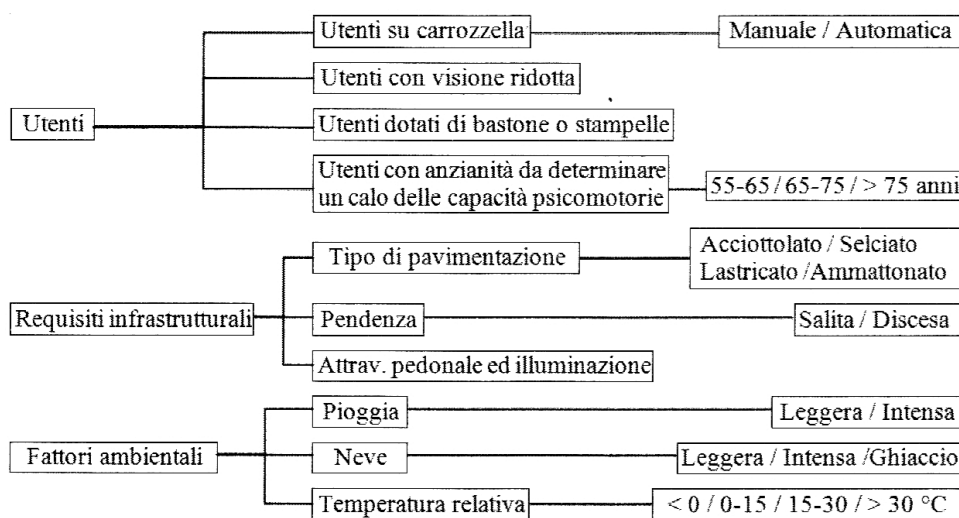 Utenti su carrozzella
Manuale / Automatica
Utenti con visione ridotta
Utenti
Utenti dotati di bastone o stampelle
Utenti con anzianità da determinare
un calo delle capacità psicomotorie
55-65 / 65-75 / > 75 anni
Tipo di pavimentazione
Acciottolato / Selciato
Lastricato /Ammattonato
Requisiti infrastrutturali
Pendenza
Salita / Discesa
Attrav. pedonale ed illuminazione
Pioggia
Leggera / Intensa
Fattori ambientali
Neve
Leggera / Intensa /Ghiaccio
Temperatura relativa
< 0 / 0-15 / 15-30 / > 30 °C